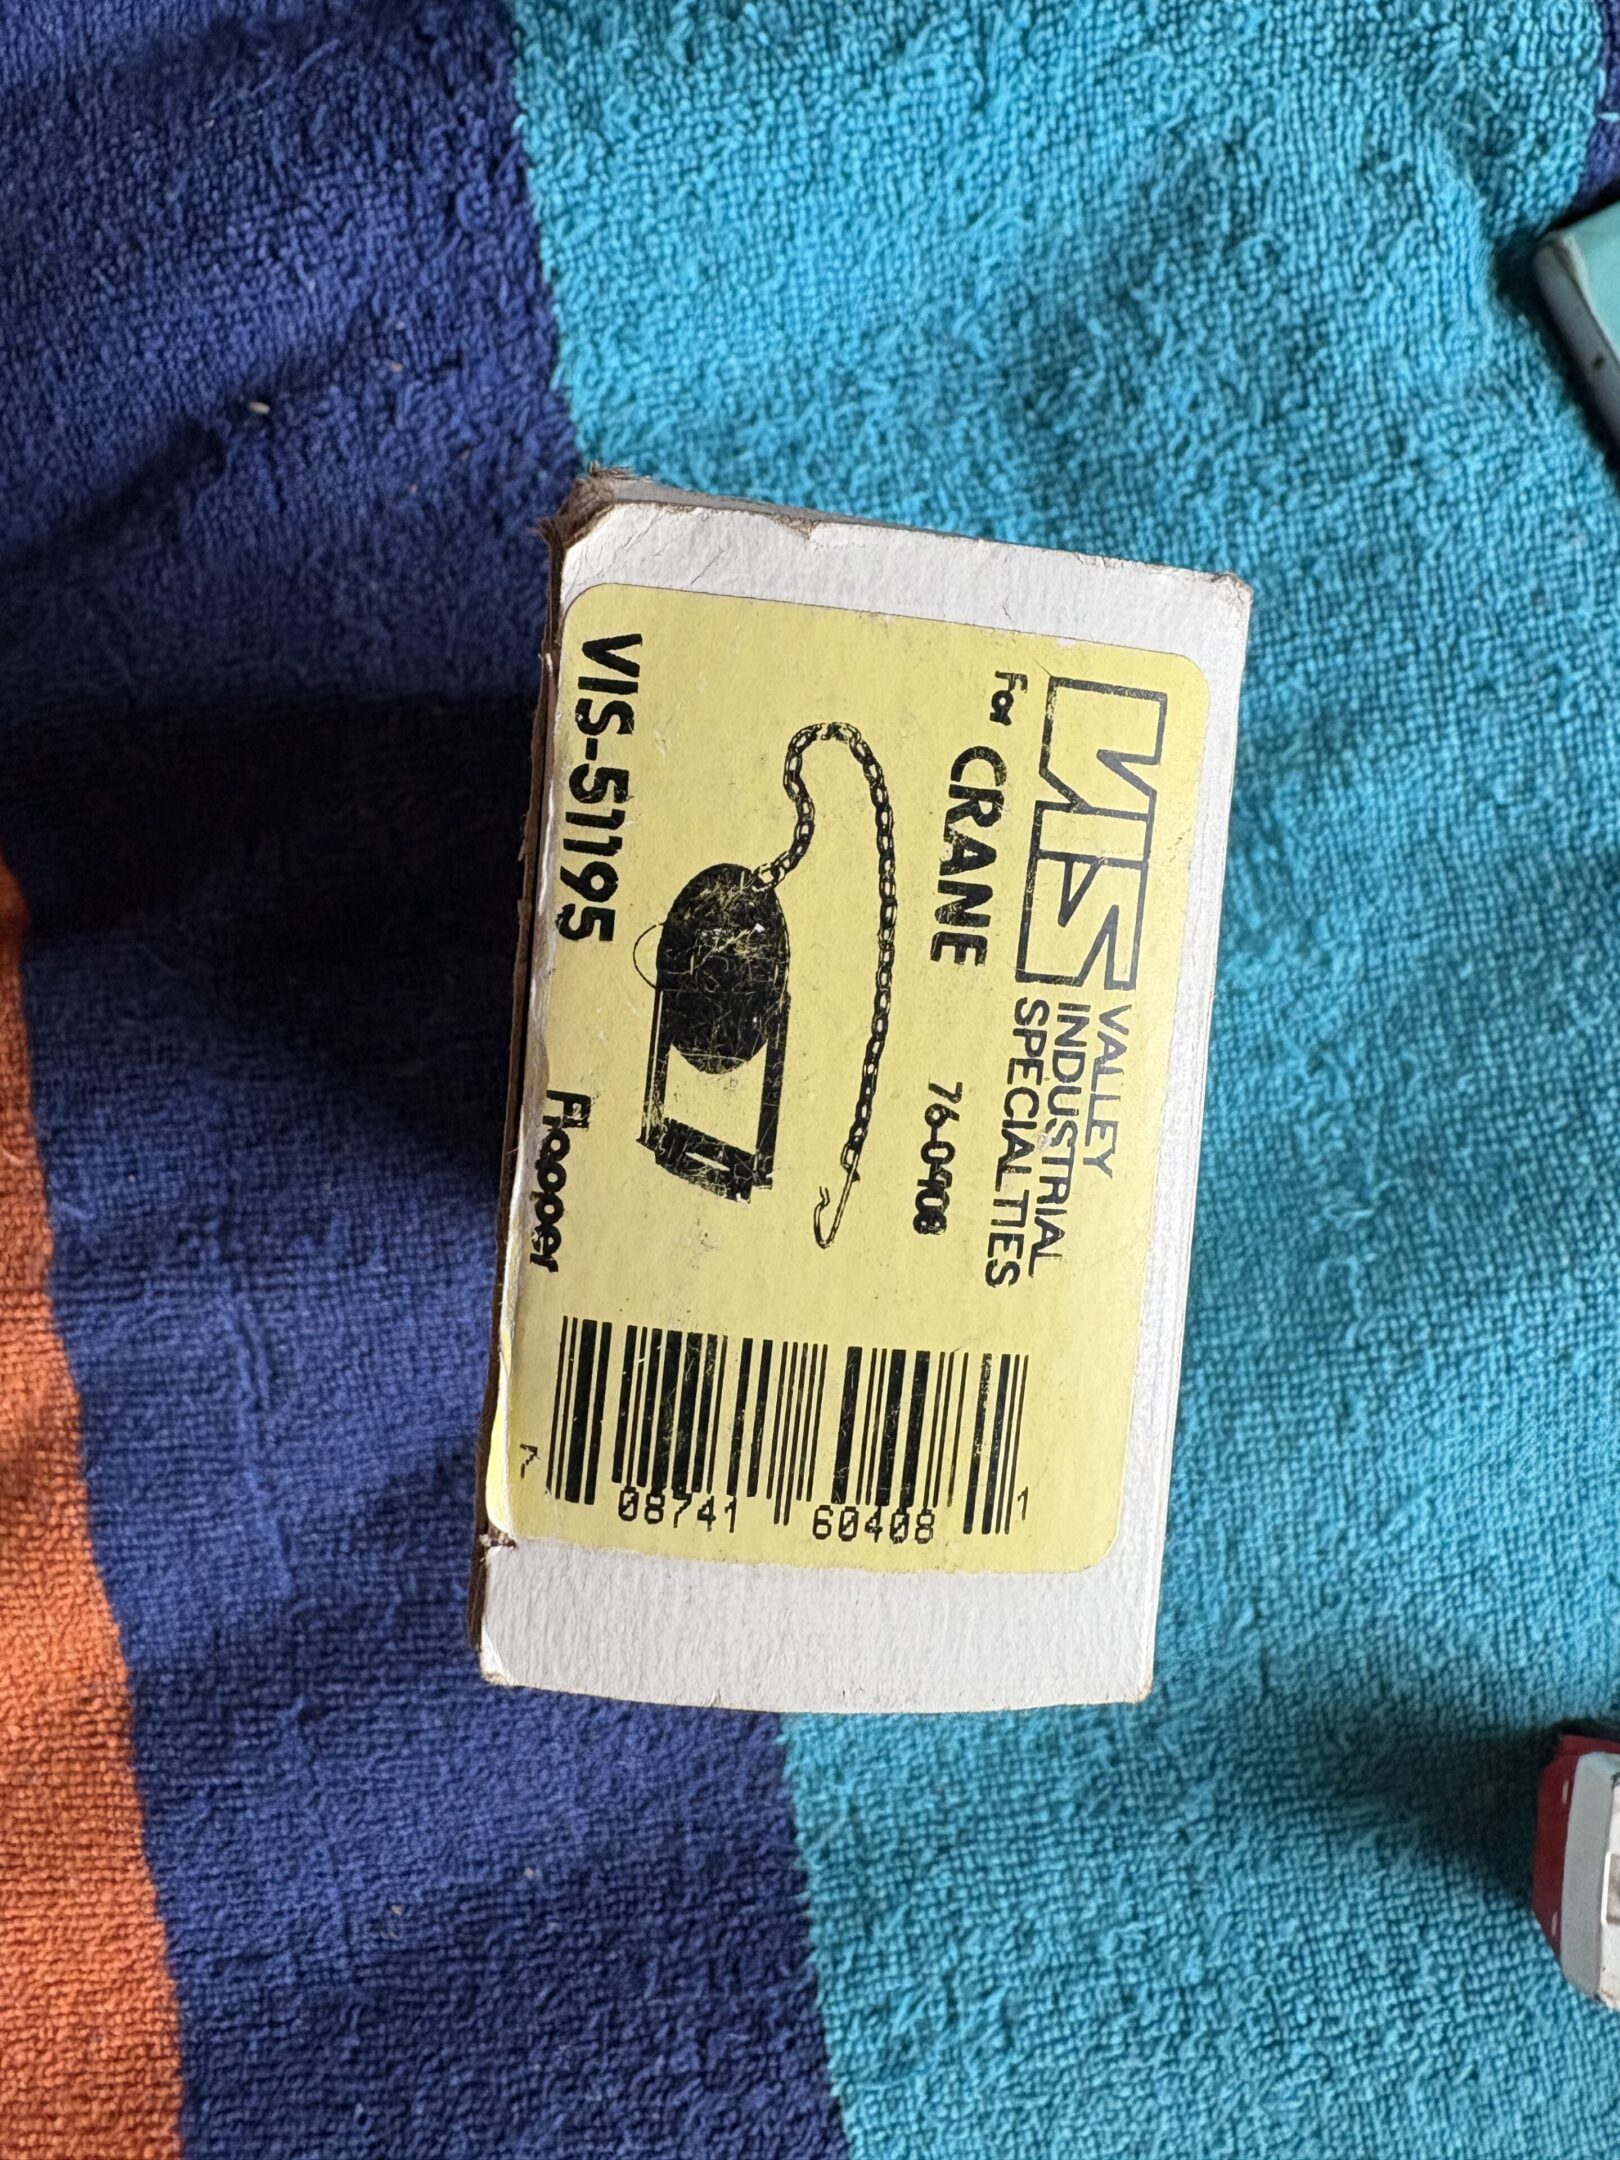 VIS VALLEY
INDUSTRIAL
SPECIALTIES
For CRANE 76-0408
VIS-51195 Flapper
7 08741 60408 1